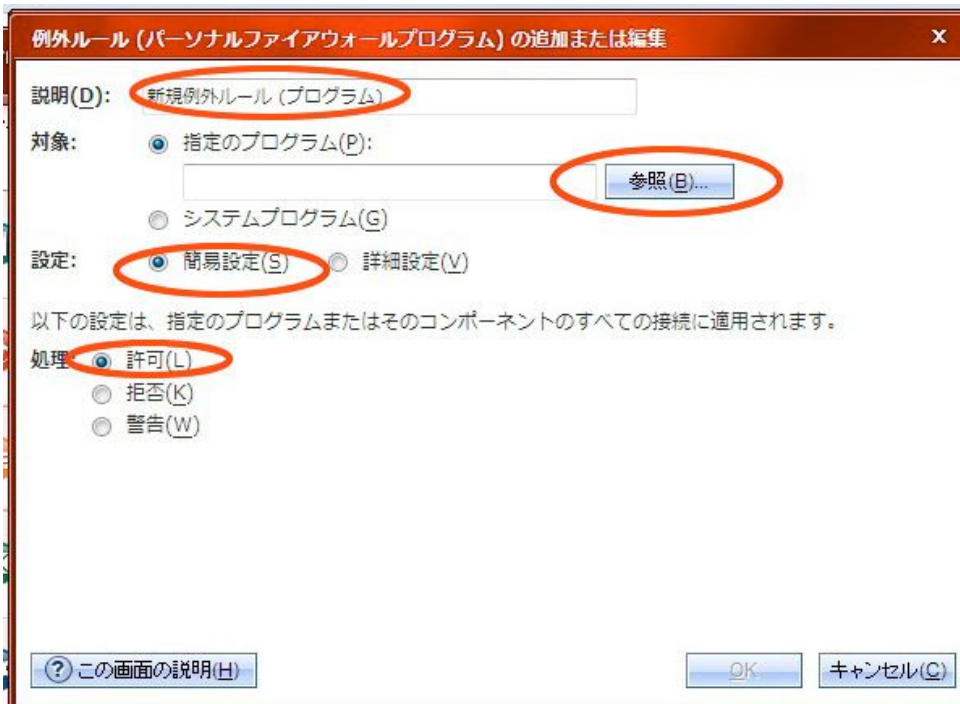 例外ルール (パーソナルファイアウォールプログラム) の追加または編集 x
説明(D): 新規例外ルール (プログラム)
対象: 指定のプログラム(P):
参照(B)...
システムプログラム(G)
設定: 簡易設定(S) 詳細設定(V)
以下の設定は、指定のプログラムまたはそのコンポーネントのすべての接続に適用されます。
処理: 許可(L)
拒否(K)
警告(W)
? この画面の説明(H) OK キャンセル(C)